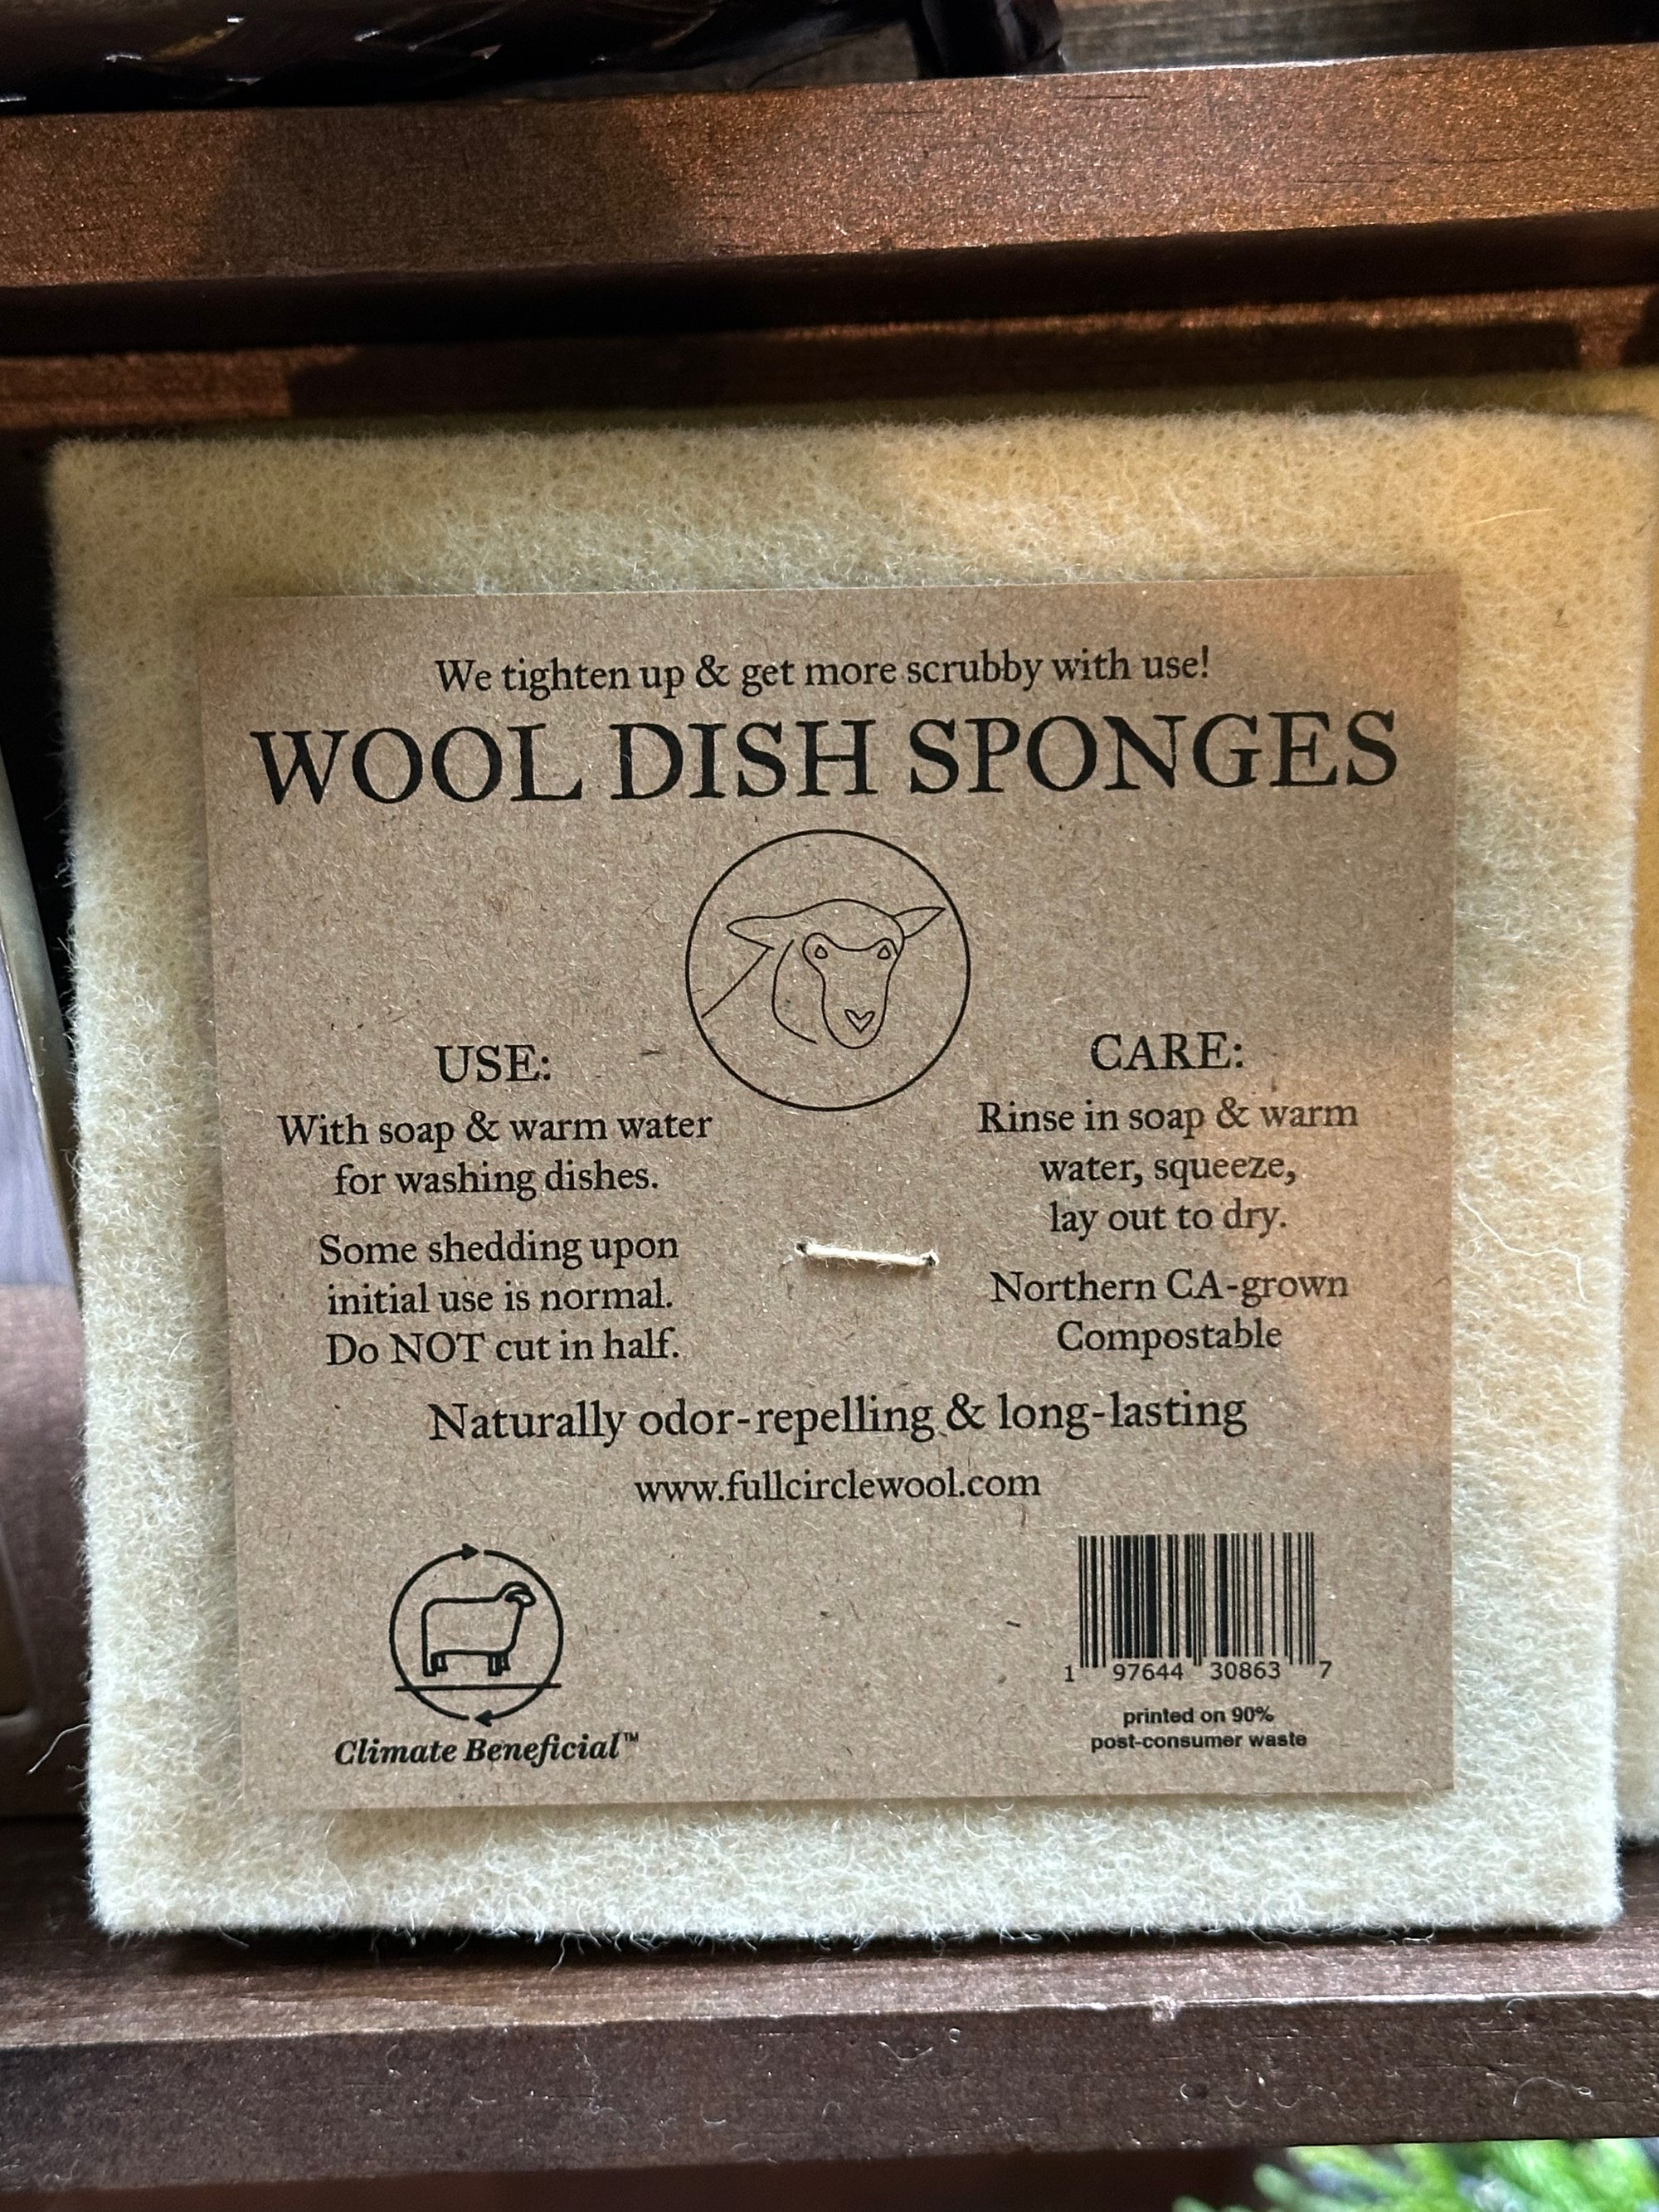 We tighten up & get more scrubby with use!
WOOL DISH SPONGES
USE:
With soap & warm water
for washing dishes.
Some shedding upon
initial use is normal.
Do NOT cut in half.
CARE:
Rinse in soap & warm
water, squeeze,
lay out to dry.
Northern CA-grown
Compostable
Naturally odor-repelling & long-lasting
www.fullcirclewool.com
Climate Beneficial™
1 97644 30863 7
printed on 90%
post-consumer waste